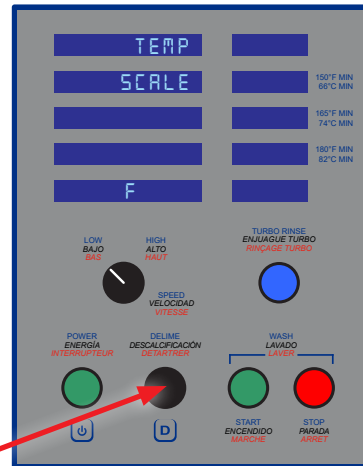 TEMP
SCALE
150°F MIN
66°C MIN
165°F MIN
74°C MIN
180°F MIN
82°C MIN
F
LOW
BAJO
BAS
HIGH
ALTO
HAUT
SPEED
VELOCIDAD
VITESSE
TURBO RINSE
ENJUAGUE TURBO
RINÇAGE TURBO
POWER
ENERGÍA
INTERRUPTEUR
DELIME
DESCALCIFICACIÓN
DETARTRER
WASH
LAVADO
LAVER
D
START
ENCENDIDO
MARCHE
STOP
PARADA
ARRET